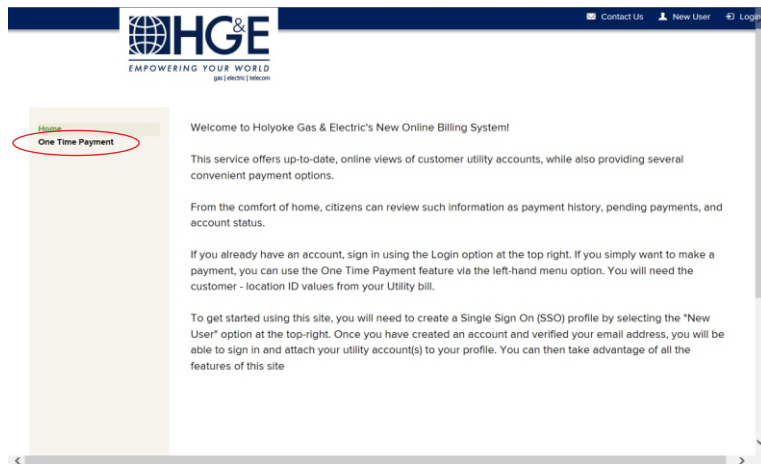 Contact Us New User Login
HG&E
EMPOWERING YOUR WORLD
gas | electric | telecom
Home
One Time Payment
Welcome to Holyoke Gas & Electric's New Online Billing System!
This service offers up-to-date, online views of customer utility accounts, while also providing several
convenient payment options.
From the comfort of home, citizens can review such information as payment history, pending payments, and
account status.
If you already have an account, sign in using the Login option at the top right. If you simply want to make a
payment, you can use the One Time Payment feature via the left-hand menu option. You will need the
customer - location ID values from your Utility bill.
To get started using this site, you will need to create a Single Sign On (SSO) profile by selecting the "New
User" option at the top-right. Once you have created an account and verified your email address, you will be
able to sign in and attach your utility account(s) to your profile. You can then take advantage of all the
features of this site